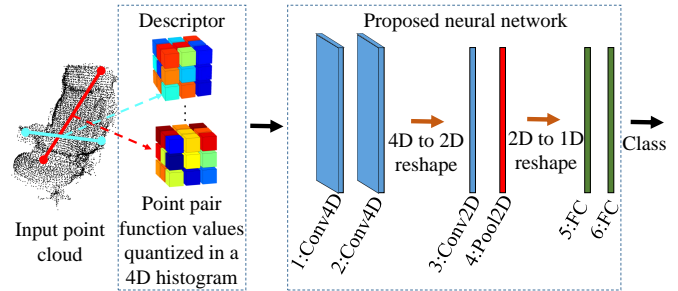 Descriptor
Proposed neural network
4D to 2D
reshape
2D to 1D
reshape
Class
Input point
cloud
Point pair
function values
quantized in a
4D histogram
1:Conv4D
2:Conv4D
3:Conv2D
4:Pool2D
5:FC
6:FC